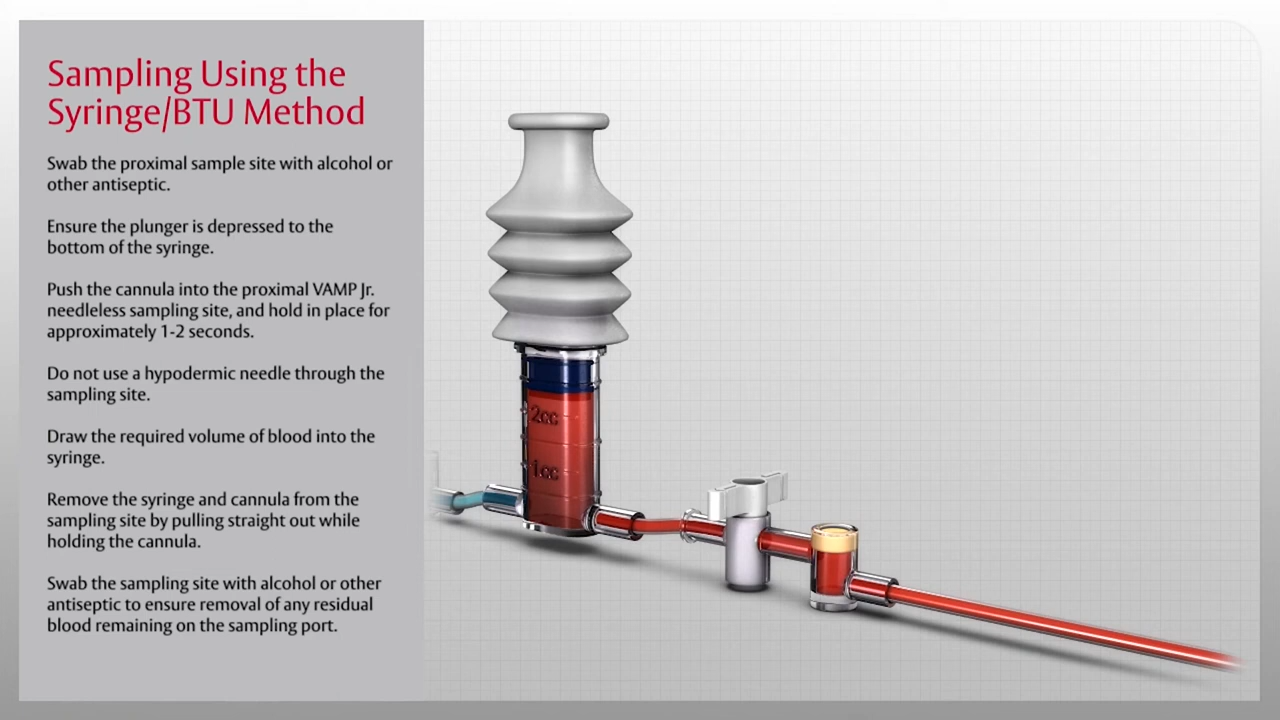 Sampling Using the
Syringe/BTU Method
Swab the proximal sample site with alcohol or
other antiseptic.
Ensure the plunger is depressed to the
bottom of the syringe.
Push the cannula into the proximal VAMP Jr.
needleless sampling site, and hold in place for
approximately 1-2 seconds.
Do not use a hypodermic needle through the
sampling site.
Draw the required volume of blood into the
syringe.
Remove the syringe and cannula from the
sampling site by pulling straight out while
holding the cannula.
Swab the sampling site with alcohol or other
antiseptic to ensure removal of any residual
blood remaining on the sampling port.
2cc
1cc